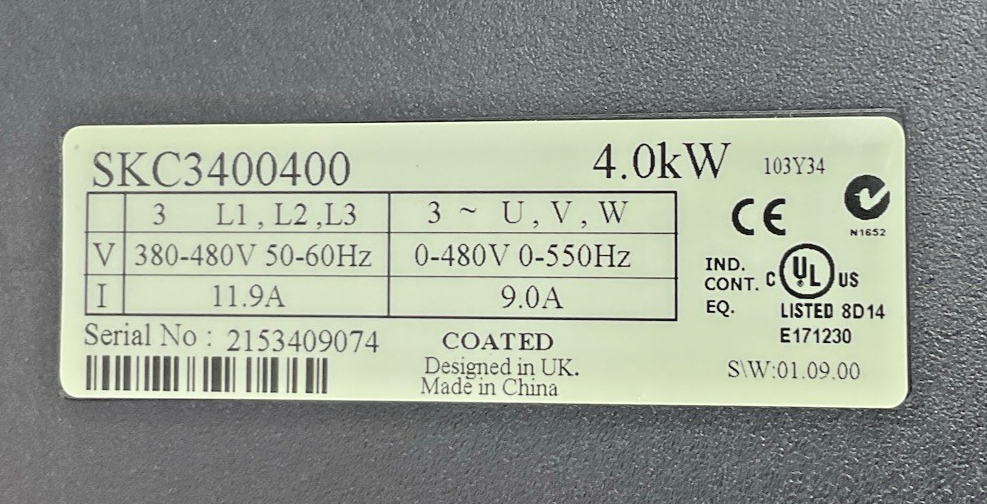 SKC3400400 4.0kW 103Y34
3 L1 , L2 ,L3 3 ~ U , V , W
V 380-480V 50-60Hz 0-480V 0-550Hz
I 11.9A 9.0A
CE
N1652
IND.
CONT.
EQ.
C UL US
LISTED 8D14
E171230
Serial No : 2153409074
COATED
Designed in UK.
Made in China
S\W:01.09.00